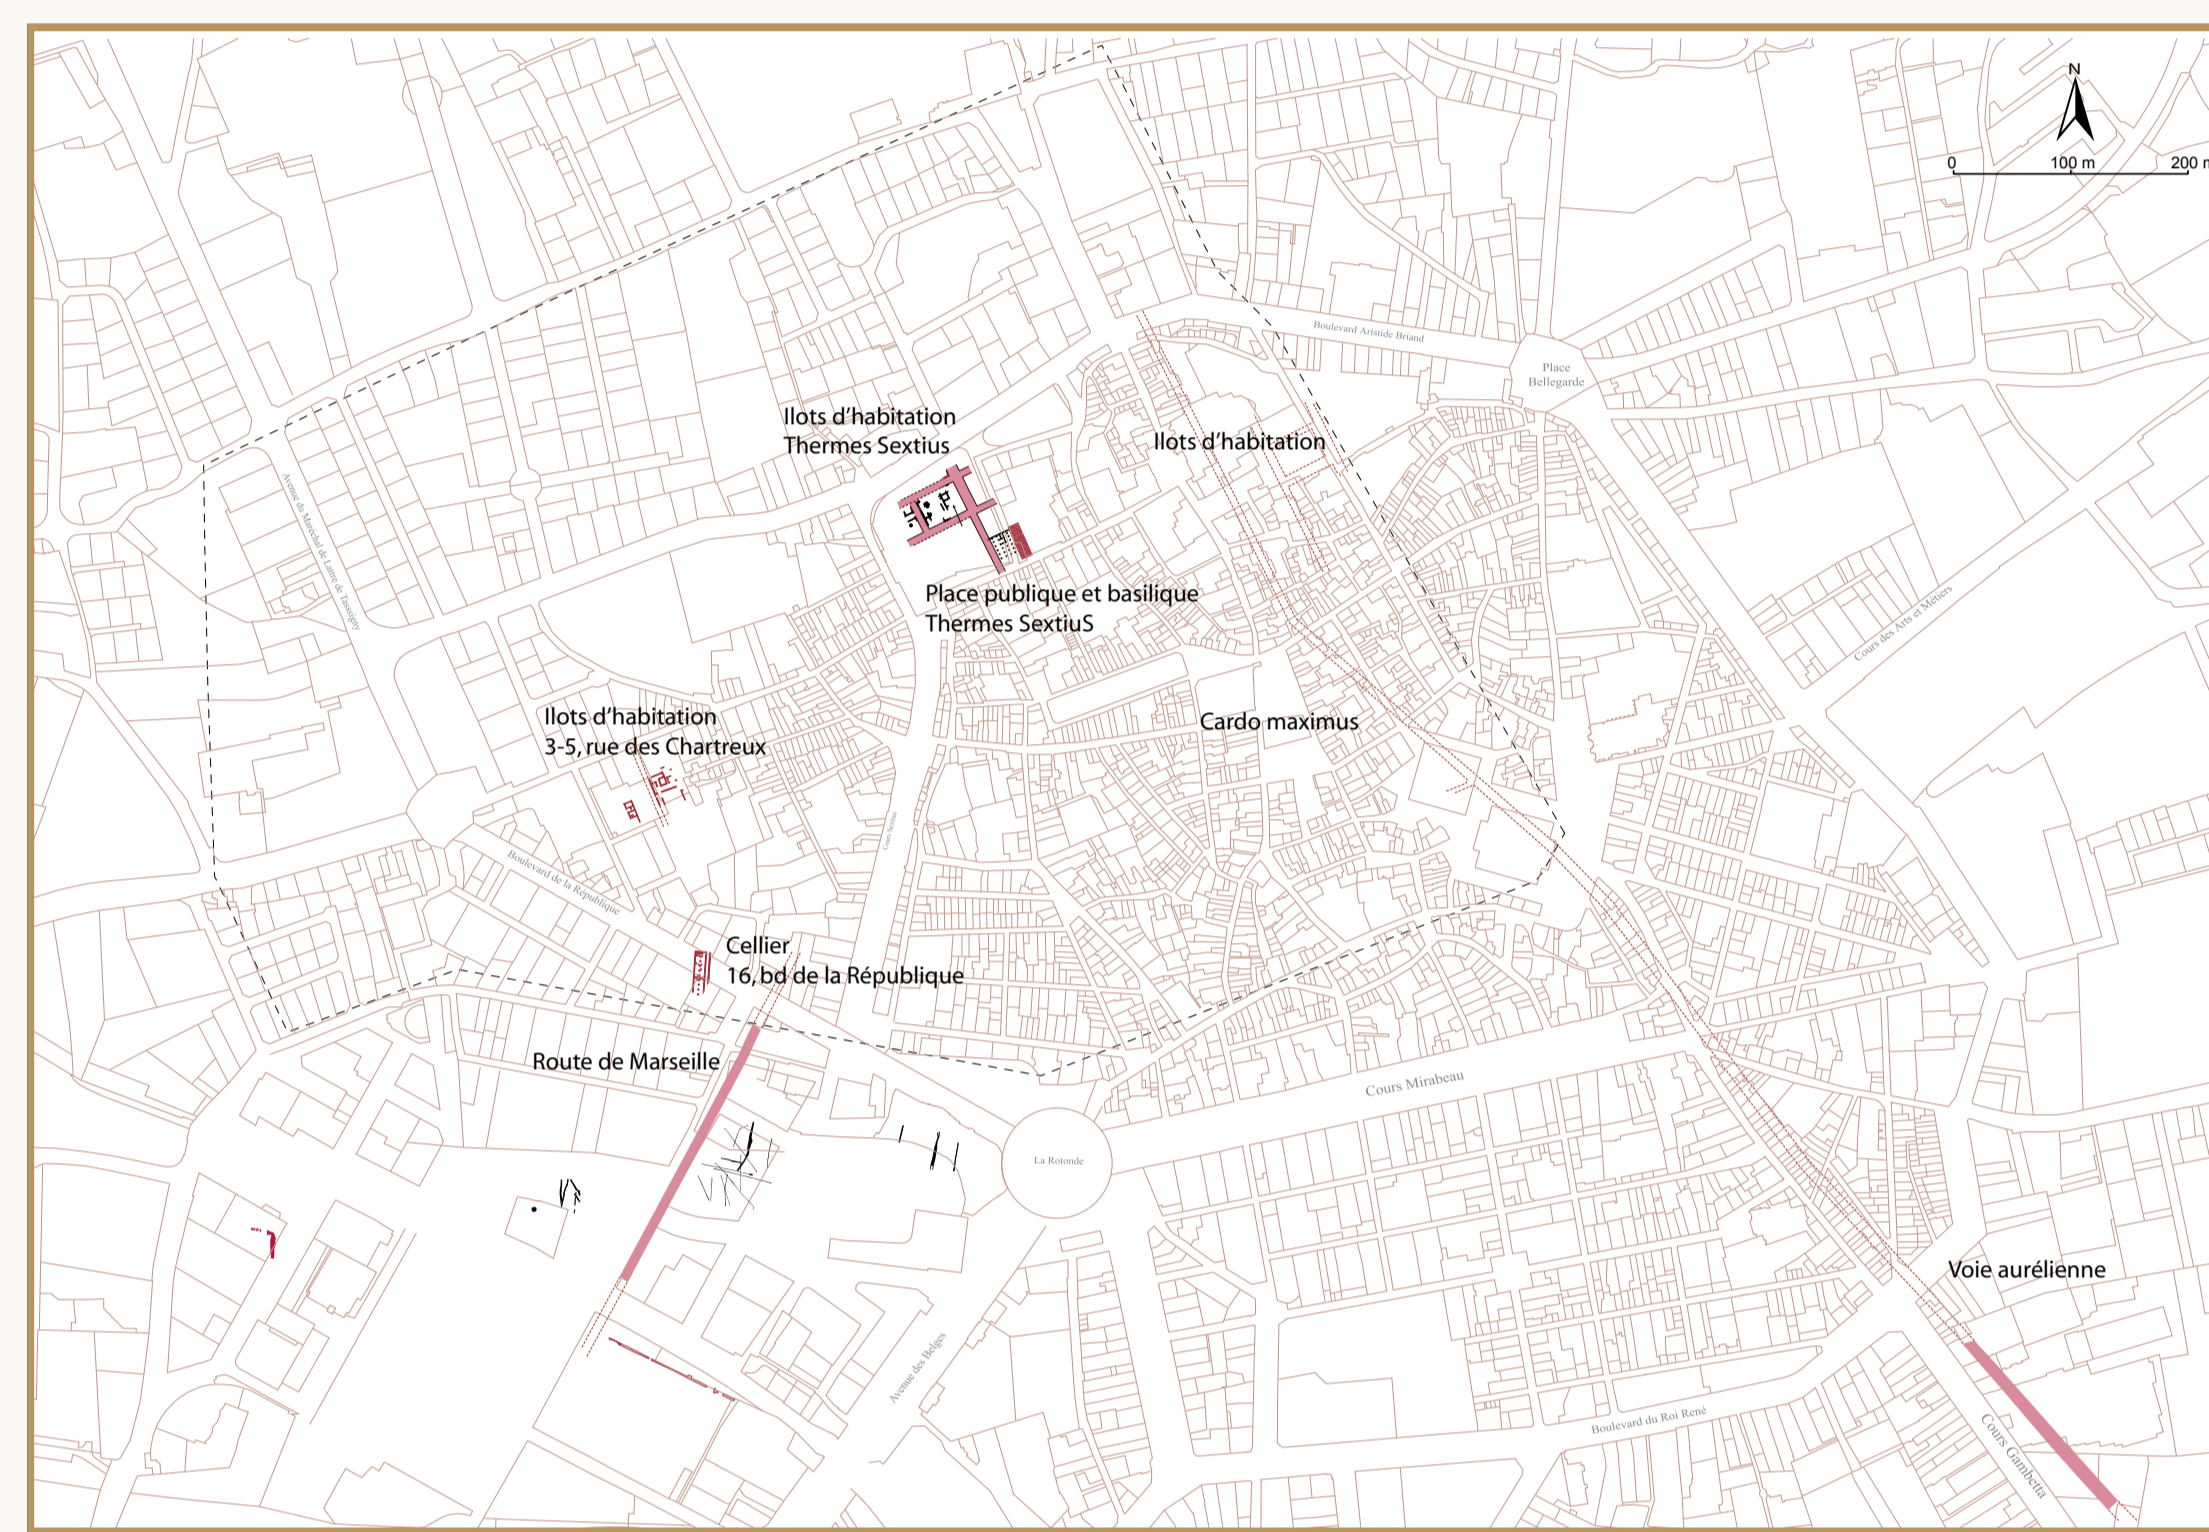 N
0 100 m 200 m
Boulevard Aristide Briand
Place
Bellegarde
Ilots d’habitation
Thermes Sextius
Ilots d’habitation
Avenue du Maréchal de Lattre de Tasssigny
Place publique et basilique
Thermes SextiuS
Cours des Arts et Métiers
Ilots d’habitation
3-5, rue des Chartreux
Cardo maximus
Cours Sextius
Boulevard de la République
Cellier
16, bd de la République
Route de Marseille
Cours Mirabeau
La Rotonde
Voie aurélienne
Avenue des Belges
Boulevard du Roi René
Cours Gambetta